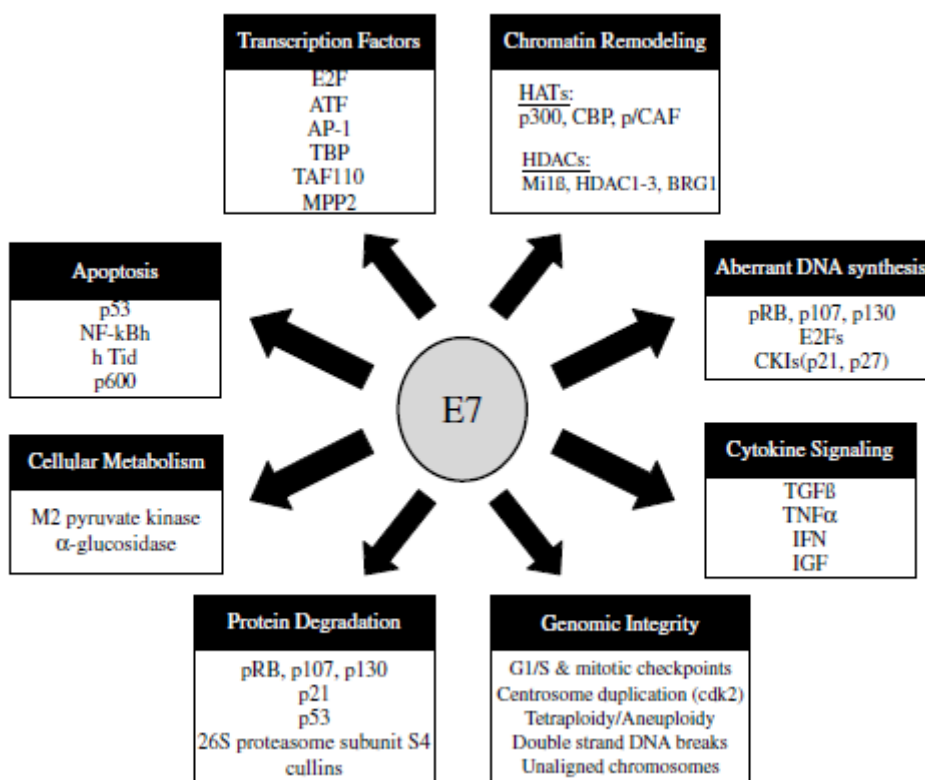 Transcription Factors
E2F
ATF
AP-1
TBP
TAF110
MPP2
Chromatin Remodeling
HATs:
p300, CBP, p/CAF
HDACs:
Mi1ß, HDAC1-3, BRG1
Apoptosis
p53
NF-kBh
h Tid
p600
Aberrant DNA synthesis
pRB, p107, p130
E2Fs
CKIs(p21, p27)
E7
Cellular Metabolism
M2 pyruvate kinase
α-glucosidase
Cytokine Signaling
TGFß
TNFα
IFN
IGF
Protein Degradation
pRB, p107, p130
p21
p53
26S proteasome subunit S4
cullins
Genomic Integrity
G1/S & mitotic checkpoints
Centrosome duplication (cdk2)
Tetraploidy/Aneuploidy
Double strand DNA breaks
Unaligned chromosomes